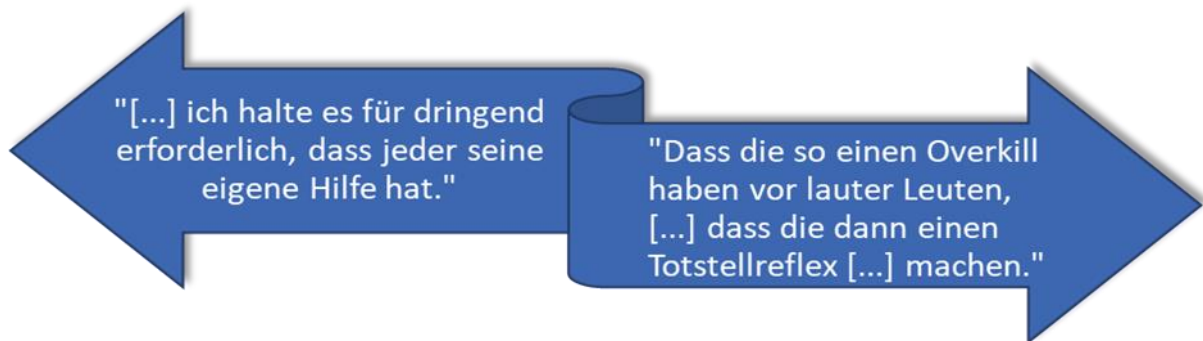 "[...] ich halte es für dringend
erforderlich, dass jeder seine
eigene Hilfe hat."
"Dass die so einen Overkill
haben vor lauter Leuten,
[...] dass die dann einen
Totstellreflex [...] machen."